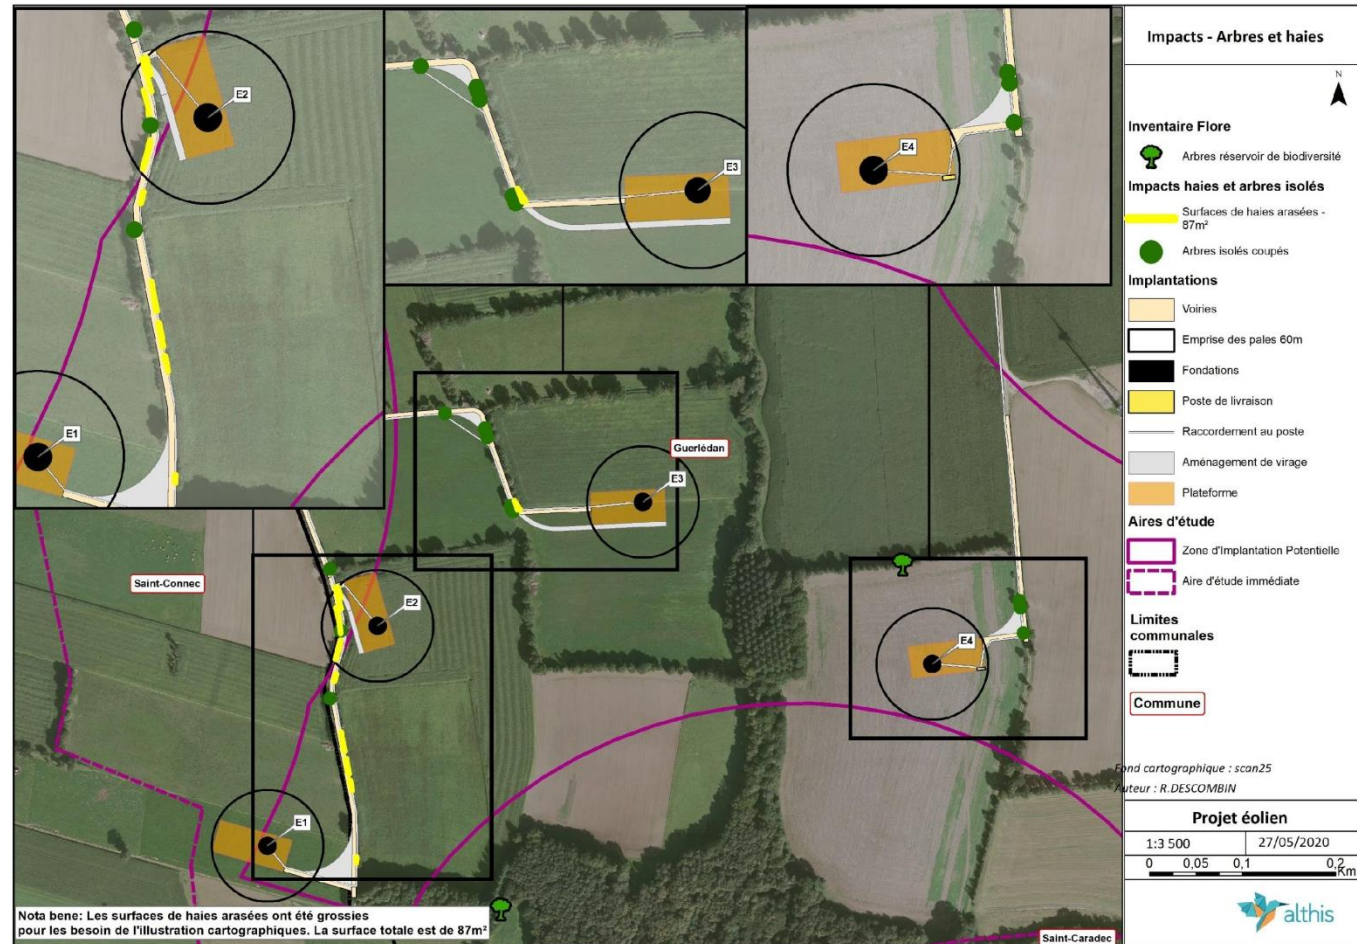 E2
E1
E3
E4
Guerlédan
E3
Saint-Connec
E2
E4
E1
Nota bene: Les surfaces de haies arasées ont été grossies
pour les besoin de l'illustration cartographiques. La surface totale est de 87m²
Saint-Caradec
Impacts - Arbres et haies
N
Inventaire Flore
Arbres réservoir de biodiversité
Impacts haies et arbres isolés
Surfaces de haies arasées -
87m²
Arbres isolés coupés
Implantations
Voiries
Emprise des pales 60m
Fondations
Poste de livraison
Raccordement au poste
Aménagement de virage
Plateforme
Aires d'étude
Zone d'Implantation Potentielle
Aire d'étude immédiate
Limites
communales
Commune
Fond cartographique : scan25
Auteur : R.DESCOMBIN
Projet éolien
1:3 500 27/05/2020
0 0,05 0,1 0,2
Km
althis